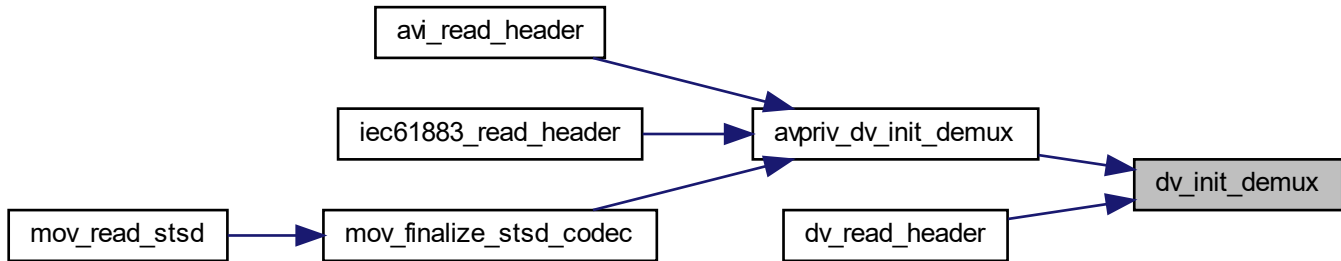 avi_read_header
iec61883_read_header
avpriv_dv_init_demux
dv_init_demux
mov_read_stsd
mov_finalize_stsd_codec
dv_read_header